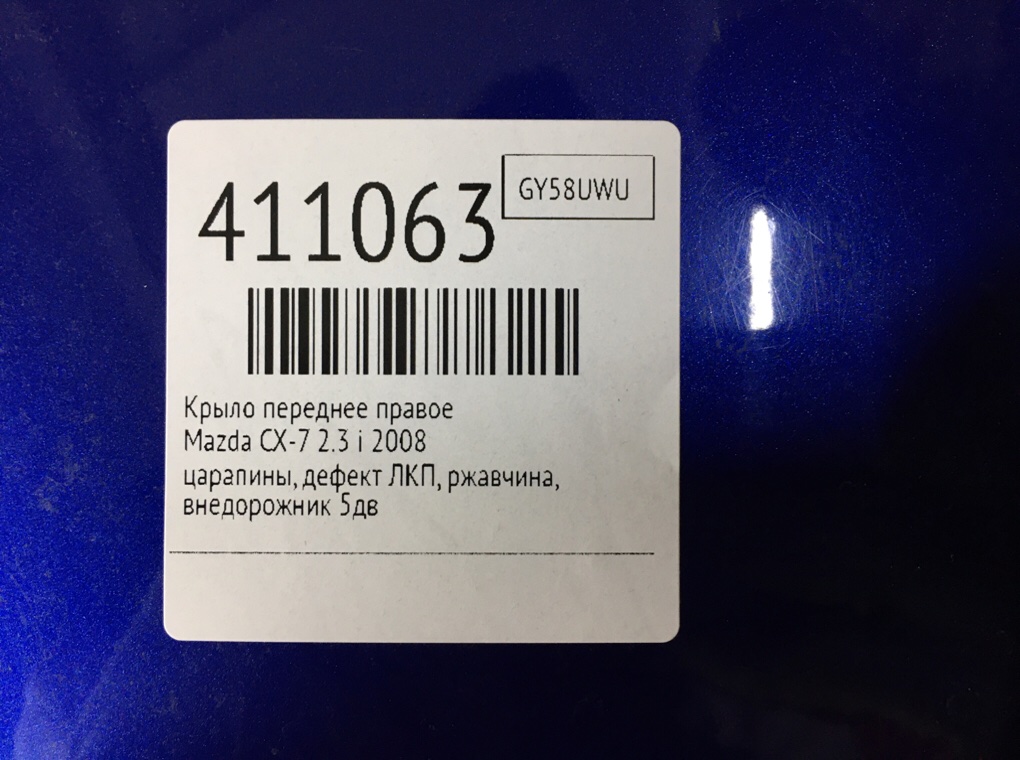 411063
GY58UWU
Крыло переднее правое
Mazda CX-7 2.3 i 2008
царапины, дефект ЛКП, ржавчина,
внедорожник 5дв